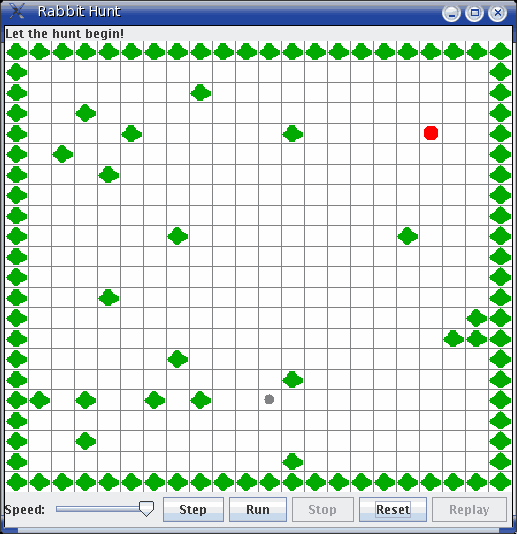 Rabbit Hunt
Let the hunt begin!
Speed:
Step
Run
Stop
Reset
Replay